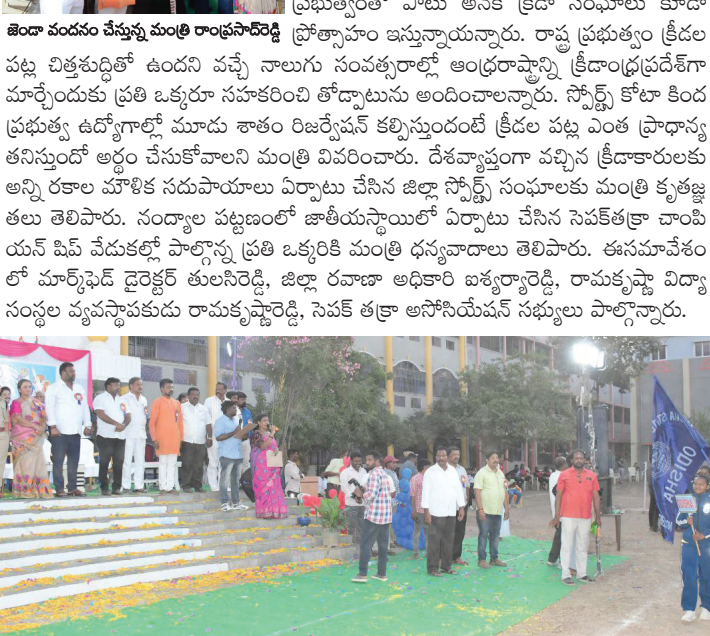 ప్రభుత్వంతో పాటు అనేక క్రీడా సంఘాలు కూడా
జెండా వందనం చేస్తున్న మంత్రి రాంప్రసాద్‌రెడ్డి
ప్రోత్సాహం ఇస్తున్నాయన్నారు. రాష్ట్ర ప్రభుత్వం క్రీడల
పట్ల చిత్తశుద్ధితో ఉందని వచ్చే నాలుగు సంవత్సరాల్లో ఆంధ్రరాష్ట్రాన్ని క్రీడాంధ్రప్రదేశ్‌గా
మార్చేందుకు ప్రతి ఒక్కరూ సహకరించి తోడ్పాటును అందించాలన్నారు. స్పోర్ట్స్ కోటా కింద
ప్రభుత్వ ఉద్యోగాల్లో మూడు శాతం రిజర్వేషన్ కల్పిస్తుందంటే క్రీడల పట్ల ఎంత ప్రాధాన్య
తనిస్తుందో అర్థం చేసుకోవాలని మంత్రి వివరించారు. దేశవ్యాప్తంగా వచ్చిన క్రీడాకారులకు
అన్ని రకాల మౌళిక సదుపాయాలు ఏర్పాటు చేసిన జిల్లా స్పోర్ట్స్ సంఘాలకు మంత్రి కృతజ్ఞ
తలు తెలిపారు. నంద్యాల పట్టణంలో జాతీయస్థాయిలో ఏర్పాటు చేసిన సెపక్‌తక్రా చాంపి
యన్ షిప్ వేడుకల్లో పాల్గొన్న ప్రతి ఒక్కరికి మంత్రి ధన్యవాదాలు తెలిపారు. ఈసమావేశం
లో మార్క్‌ఫెడ్ డైరెక్టర్ తులసిరెడ్డి, జిల్లా రవాణా అధికారి ఐశ్వర్యారెడ్డి, రామకృష్ణా విద్యా
సంస్థల వ్యవస్థాపకుడు రామకృష్ణారెడ్డి, సెపక్ తక్రా అసోసియేషన్ సభ్యులు పాల్గొన్నారు.
ODISHA